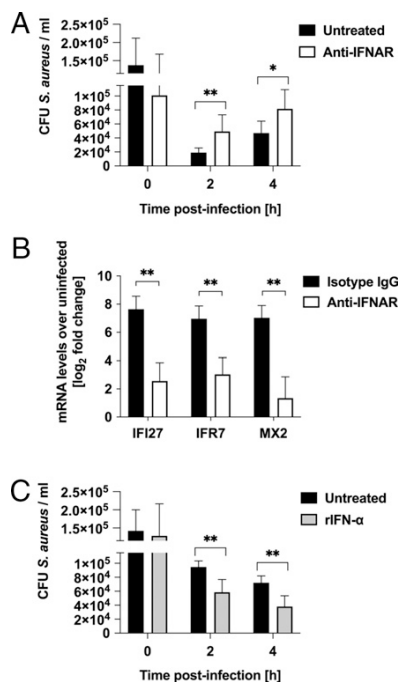 A
Untreated
Anti-IFNAR
CFU S. aureus / ml
2.5×10⁵
2.0×10⁵
1.5×10⁵
1×10⁵
8×10⁴
6×10⁴
4×10⁴
2×10⁴
0
**
*
0 2 4
Time post-infection [h]
B
Isotype IgG
Anti-IFNAR
mRNA levels over uninfected
[log₂ fold change]
10
8
6
4
2
0
** ** **
IFI27 IFR7 MX2
C
Untreated
rIFN-α
CFU S. aureus / ml
2.5×10⁵
2.0×10⁵
1.5×10⁵
1×10⁵
8×10⁴
6×10⁴
4×10⁴
2×10⁴
0
** **
0 2 4
Time post-infection [h]